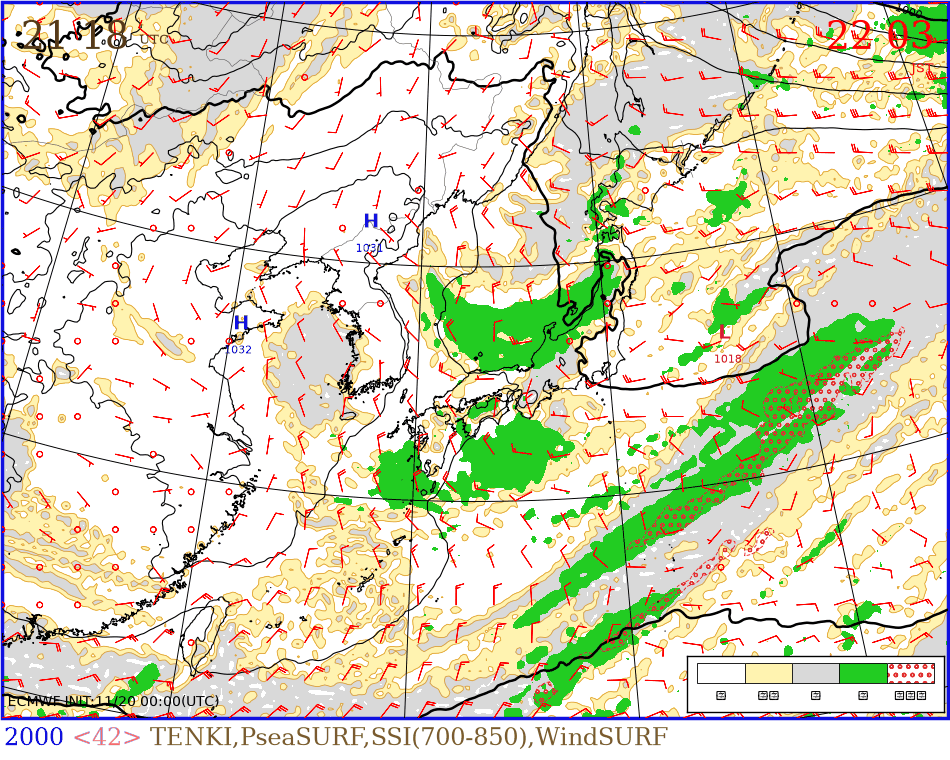 21 18 UTC
22 03
JST
H
1031
H
1032
L
1018
ECMWF INIT:11/20 00:00(UTC)
2000 <42> TENKI,PseaSURF,SSI(700-850),WindSURF